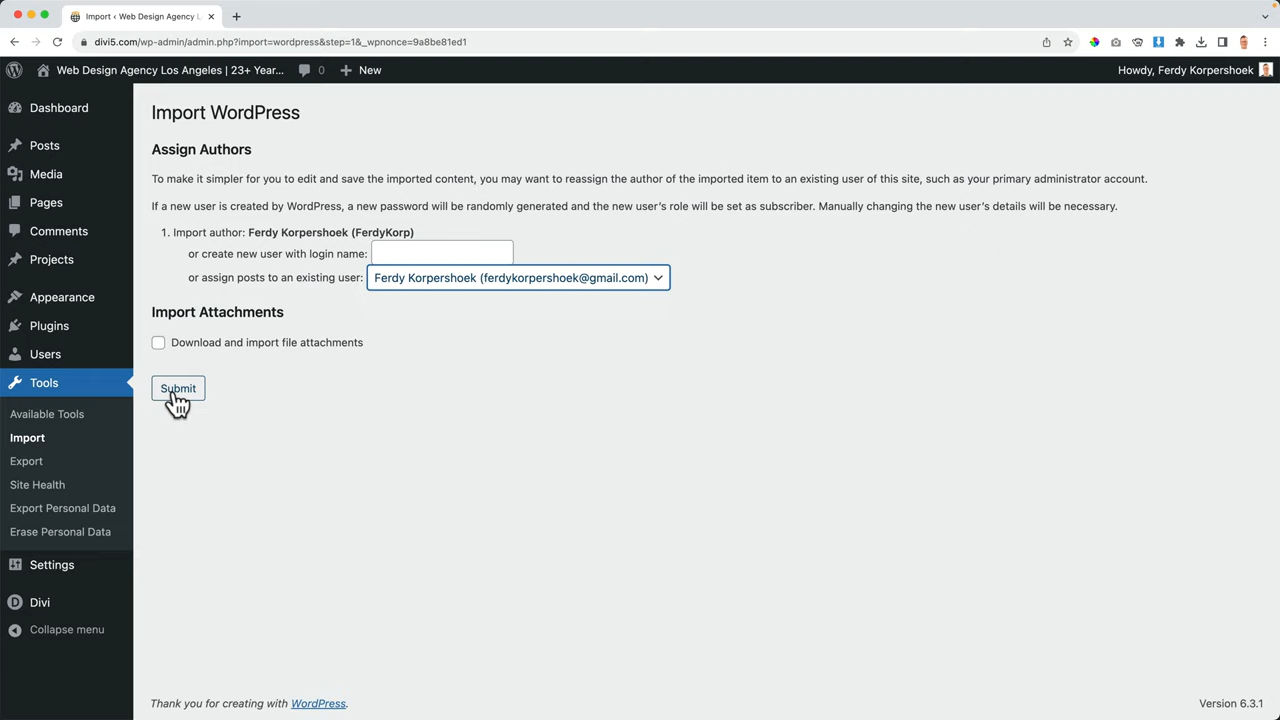 Import ‹ Web Design Agency L
divi5.com/wp-admin/admin.php?import=wordpress&step=1&_wpnonce=9a8be81ed1
Web Design Agency Los Angeles | 23+ Year... 0 New Howdy, Ferdy Korpershoek
Dashboard
Posts
Media
Pages
Comments
Projects
Appearance
Plugins
Users
Tools
Available Tools
Import
Export
Site Health
Export Personal Data
Erase Personal Data
Settings
Divi
Collapse menu
Import WordPress
Assign Authors
To make it simpler for you to edit and save the imported content, you may want to reassign the author of the imported item to an existing user of this site, such as your primary administrator account.
If a new user is created by WordPress, a new password will be randomly generated and the new user's role will be set as subscriber. Manually changing the new user's details will be necessary.
1. Import author: Ferdy Korpershoek (FerdyKorp)
or create new user with login name:
or assign posts to an existing user: Ferdy Korpershoek (ferdykorpershoek@gmail.com)
Import Attachments
Download and import file attachments
Submit
Thank you for creating with WordPress. Version 6.3.1